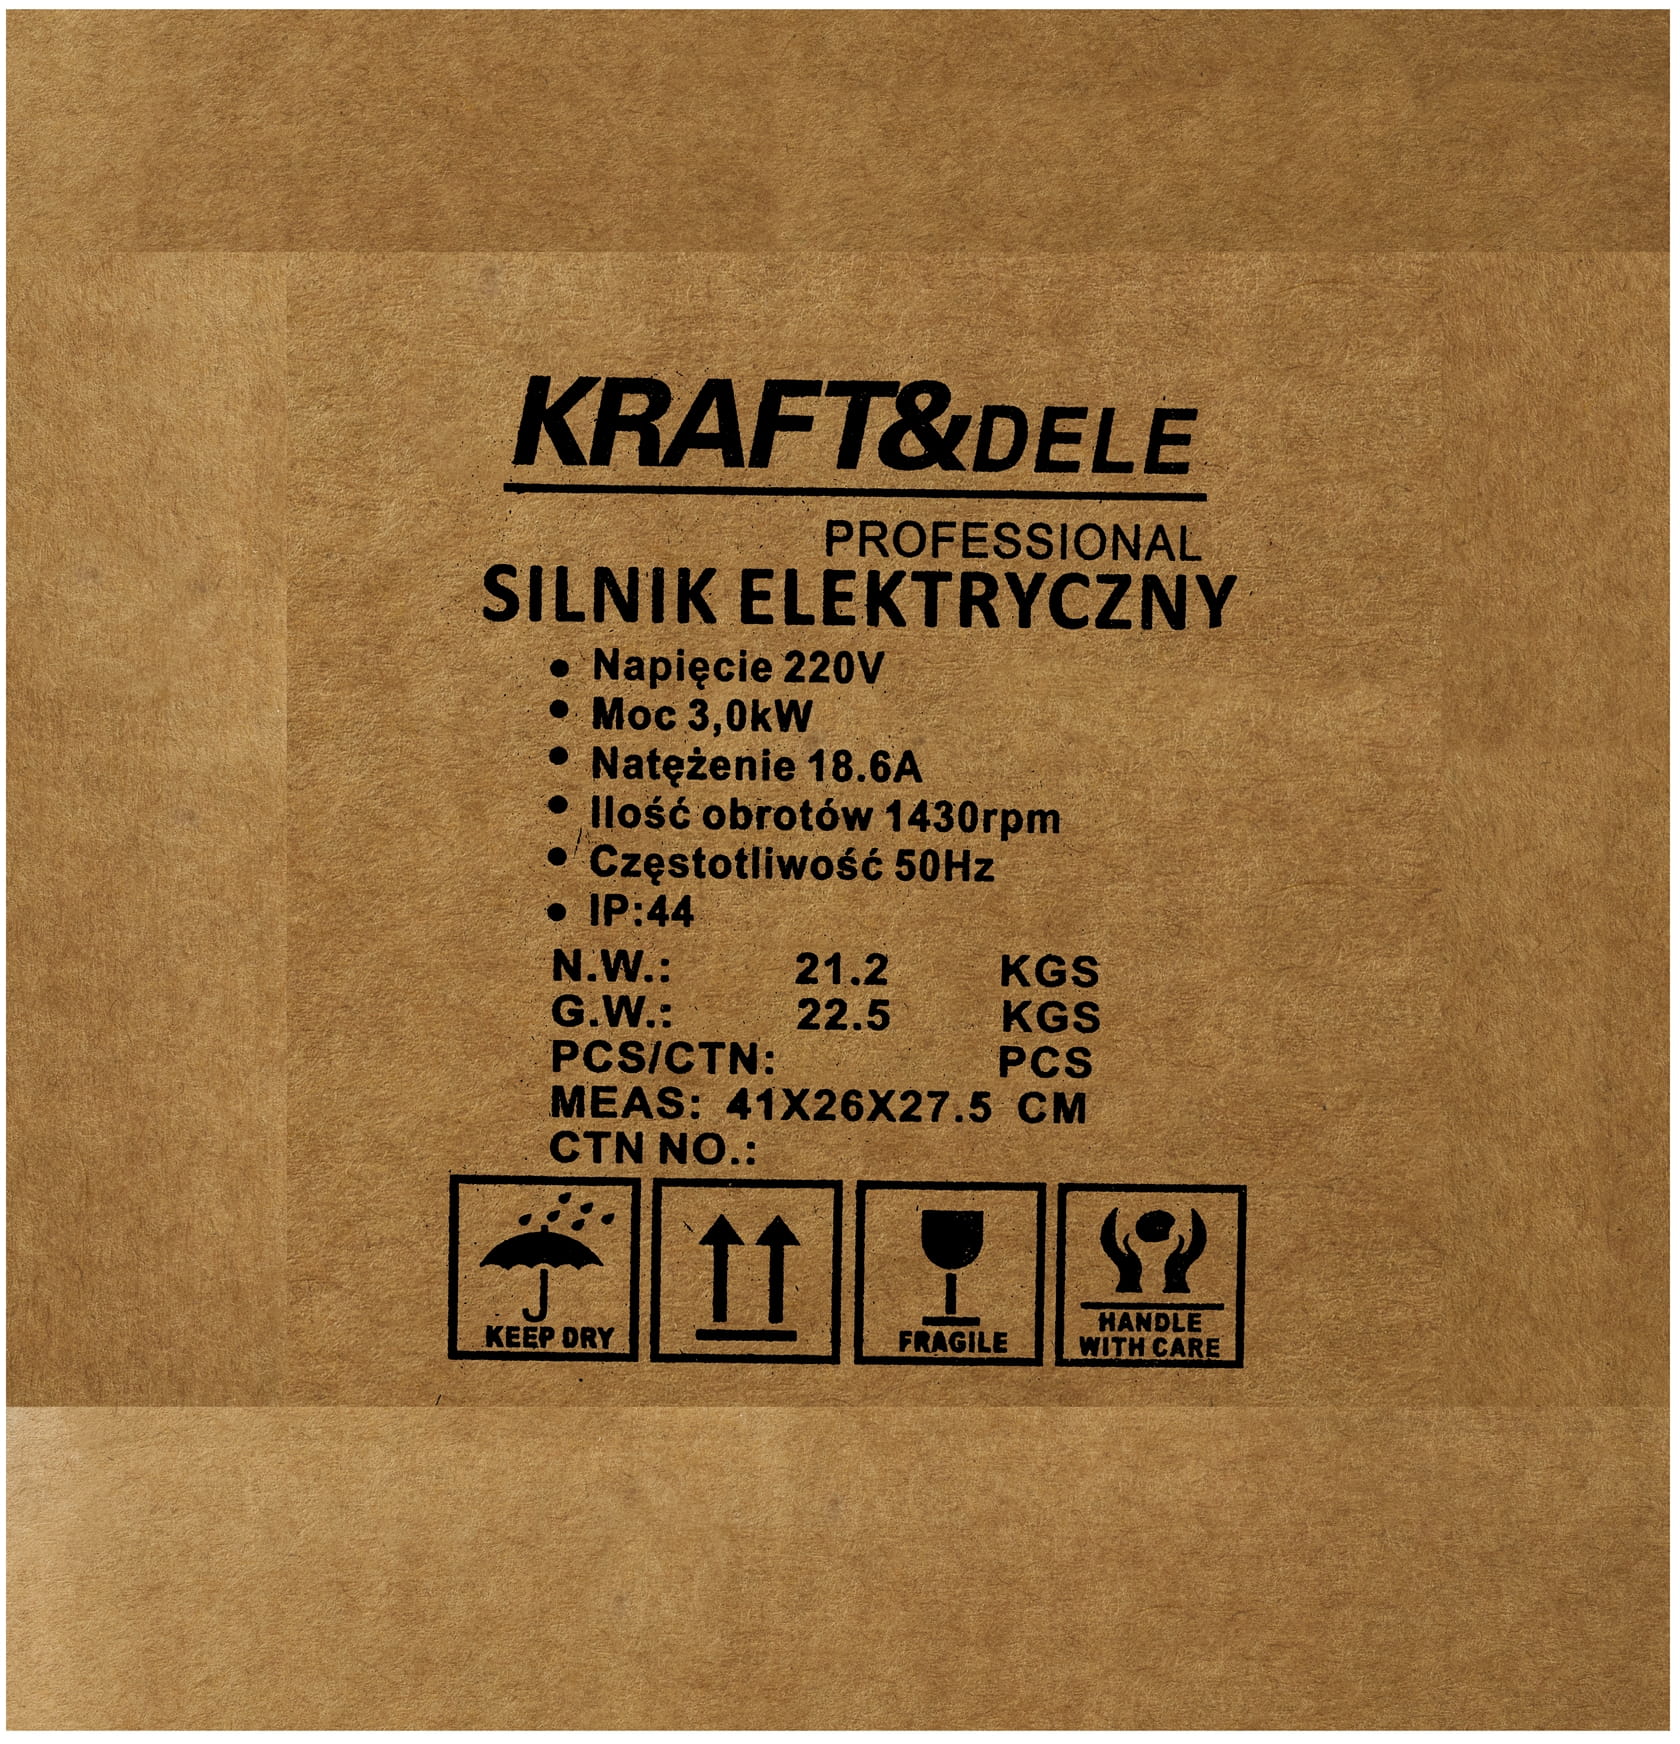 KRAFT&DELE
PROFESSIONAL
SILNIK ELEKTRYCZNY
• Napięcie 220V
• Moc 3,0kW
• Natężenie 18.6A
• Ilość obrotów 1430rpm
• Częstotliwość 50Hz
• IP:44
N.W.: 21.2 KGS
G.W.: 22.5 KGS
PCS/CTN: PCS
MEAS: 41X26X27.5 CM
CTN NO.:
KEEP DRY
FRAGILE
HANDLE
WITH CARE